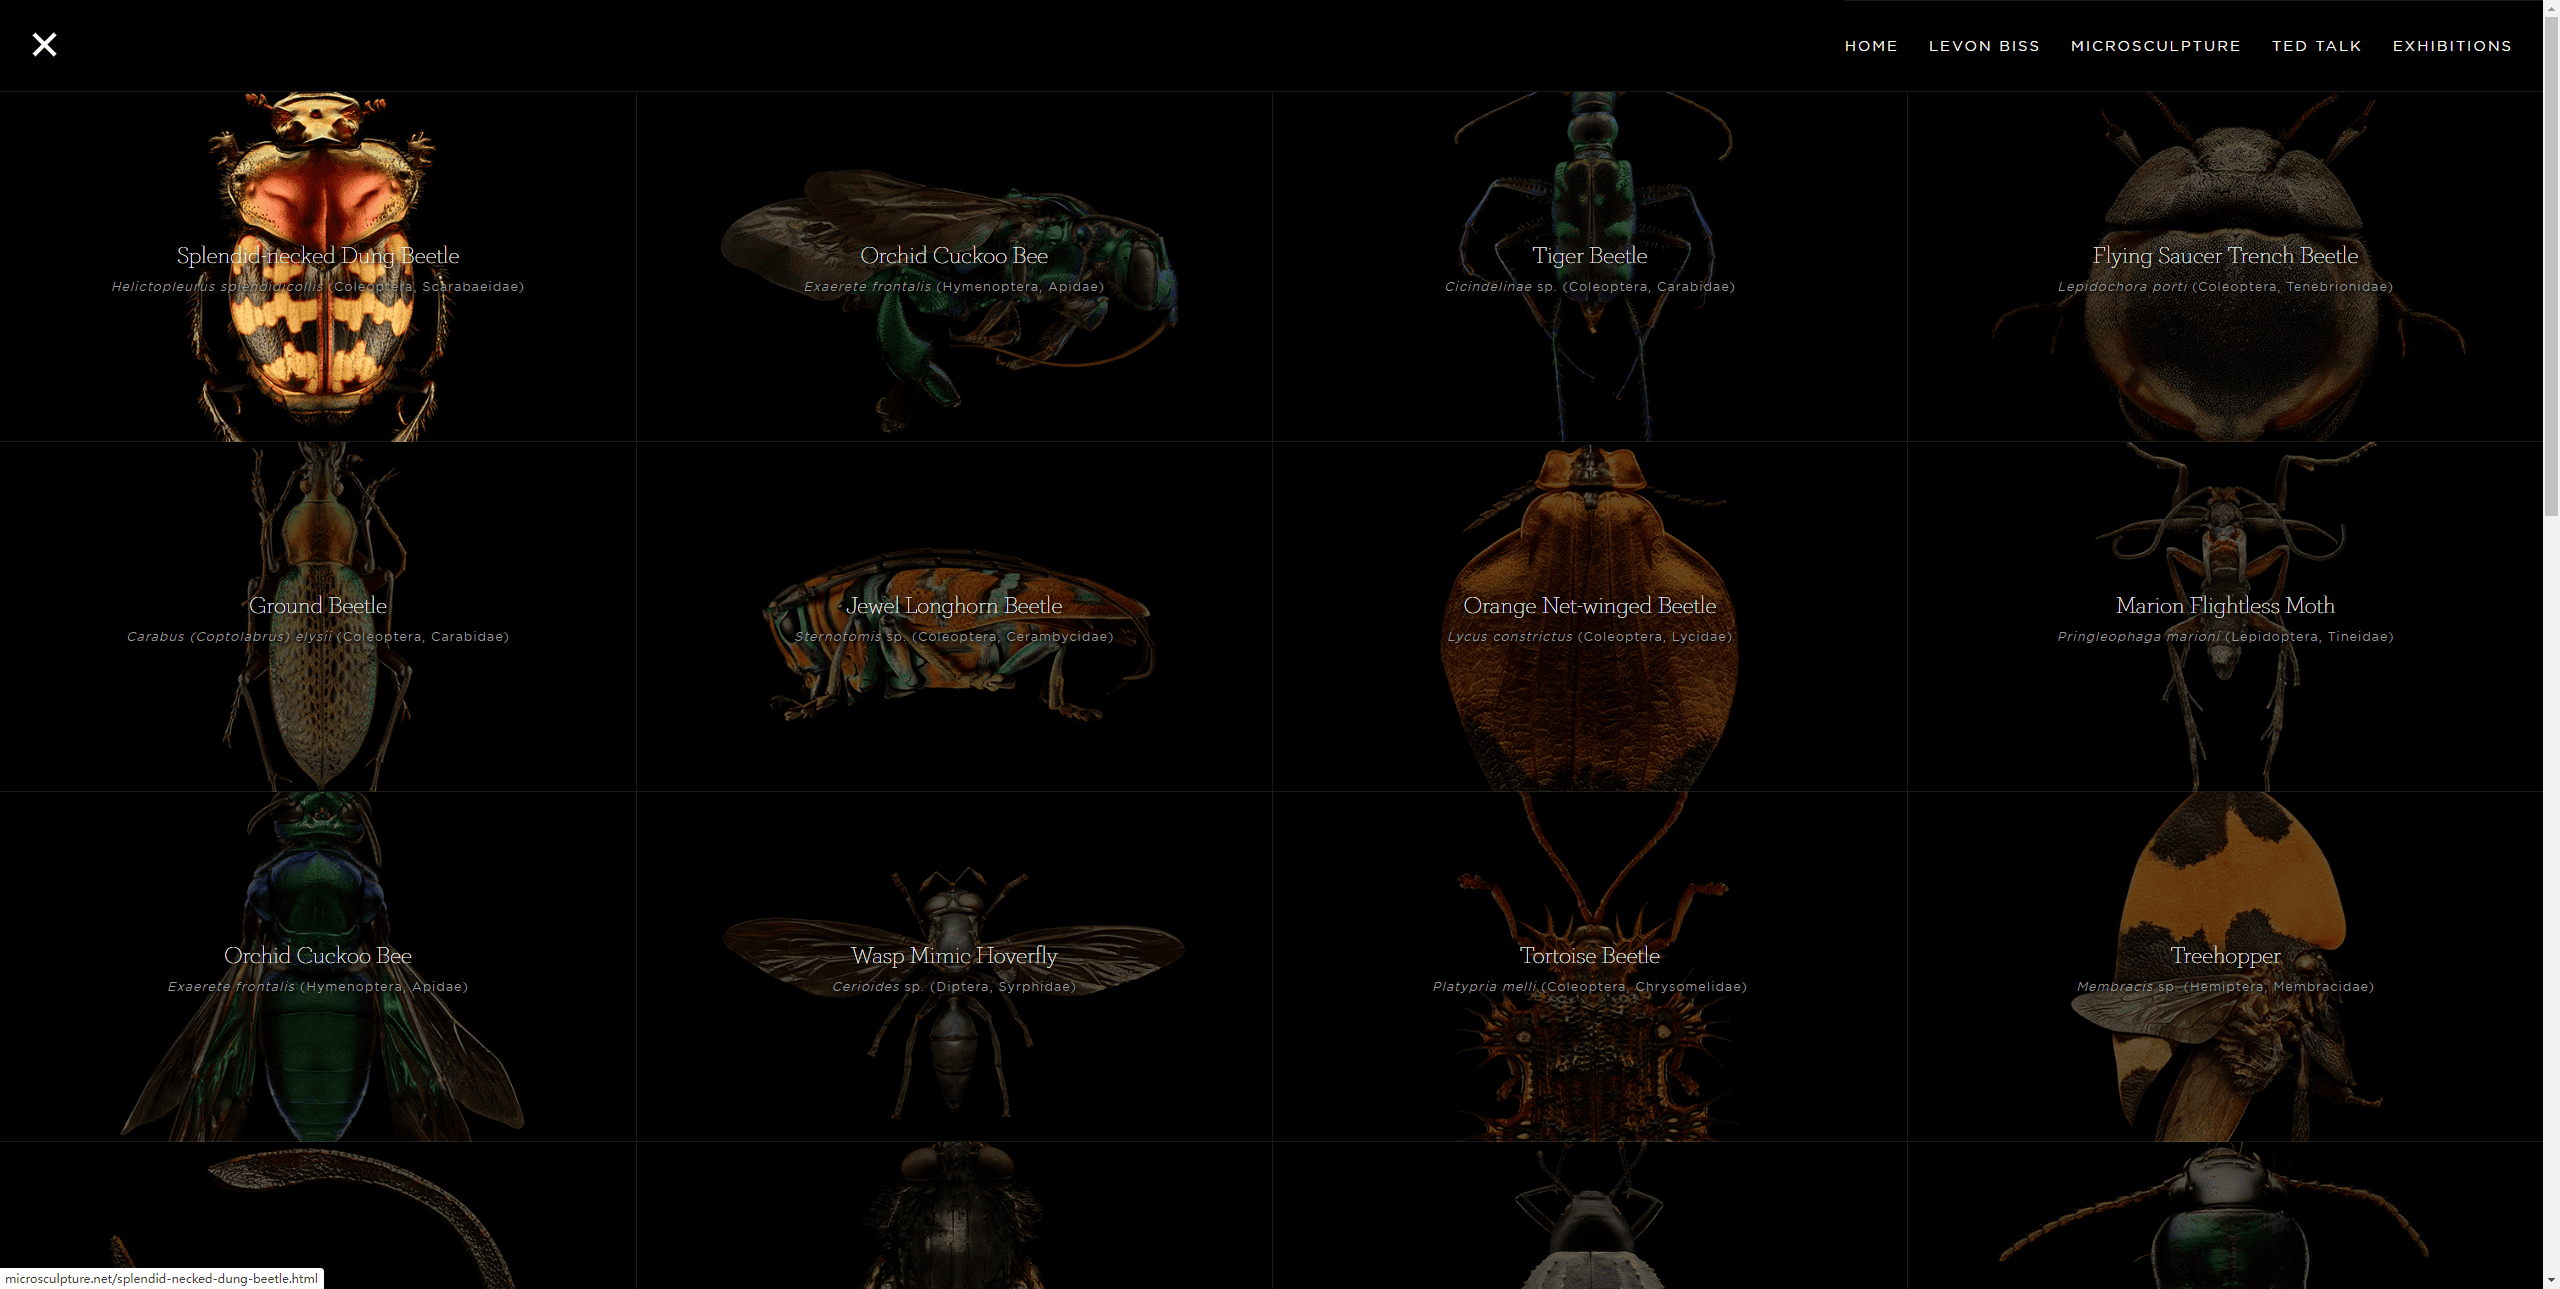 HOME LEVON BISS MICROSCULPTURE TED TALK EXHIBITIONS
Splendid-necked Dung Beetle
Helictopleurus splendidicollis (Coleoptera, Scarabaeidae)
Orchid Cuckoo Bee
Exaerete frontalis (Hymenoptera, Apidae)
Tiger Beetle
Cicindelinae sp. (Coleoptera, Carabidae)
Flying Saucer Trench Beetle
Lepidochora porti (Coleoptera, Tenebrionidae)
Ground Beetle
Carabus (Coptolabrus) elysii (Coleoptera, Carabidae)
Jewel Longhorn Beetle
Sternotomis sp. (Coleoptera, Cerambycidae)
Orange Net-winged Beetle
Lycus constrictus (Coleoptera, Lycidae)
Marion Flightless Moth
Pringleophaga marioni (Lepidoptera, Tineidae)
Orchid Cuckoo Bee
Exaerete frontalis (Hymenoptera, Apidae)
Wasp Mimic Hoverfly
Cerioides sp. (Diptera, Syrphidae)
Tortoise Beetle
Platypria melli (Coleoptera, Chrysomelidae)
Treehopper
Membracis sp. (Hemiptera, Membracidae)
microsculpture.net/splendid-necked-dung-beetle.html